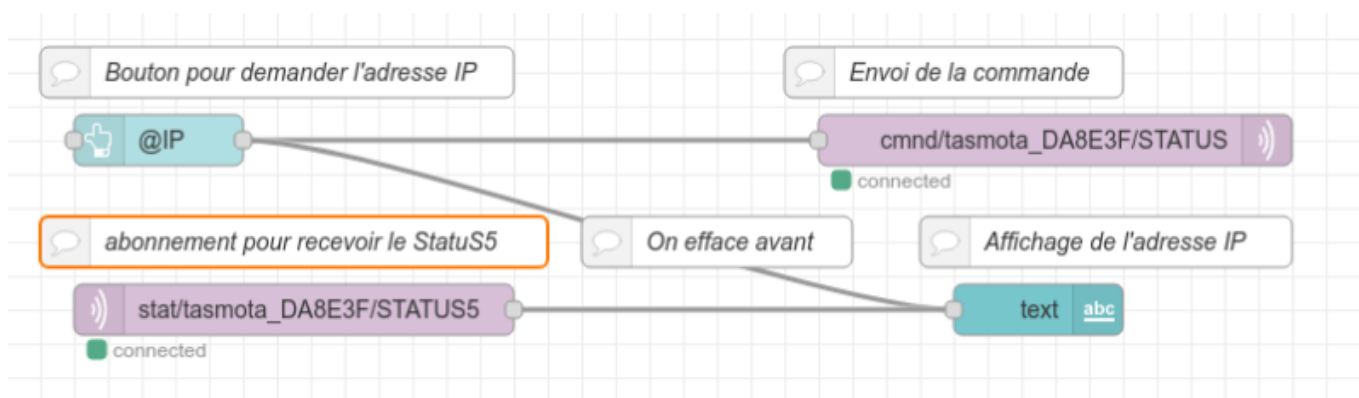 Bouton pour demander l'adresse IP
Envoi de la commande
@IP
cmnd/tasmota_DA8E3F/STATUS
connected
abonnement pour recevoir le StatuS5
On efface avant
Affichage de l'adresse IP
stat/tasmota_DA8E3F/STATUS5
text
abc
connected